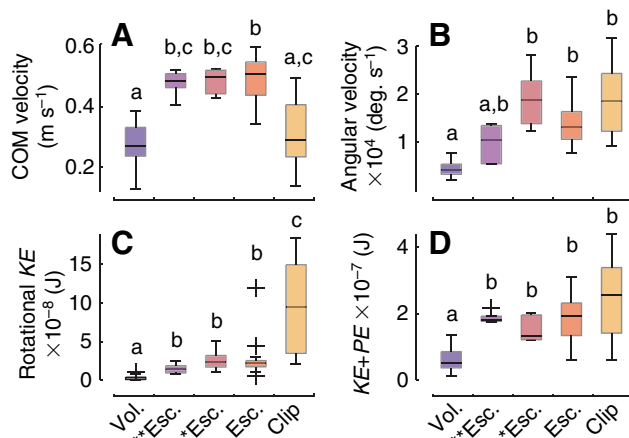 A
COM velocity
(m s⁻¹)
0.6
0.4
0.2
a
b,c
b,c
b
a,c
B
Angular velocity
×10⁴ (deg. s⁻¹)
3
2
1
a
a,b
b
b
b
C
Rotational KE
×10⁻⁸ (J)
15
10
5
0
a
b
b
b
c
D
KE+PE ×10⁻⁷ (J)
4
2
0
a
b
b
b
b
Vol.
**Esc.
*Esc.
Esc.
Clip
Vol.
**Esc.
*Esc.
Esc.
Clip